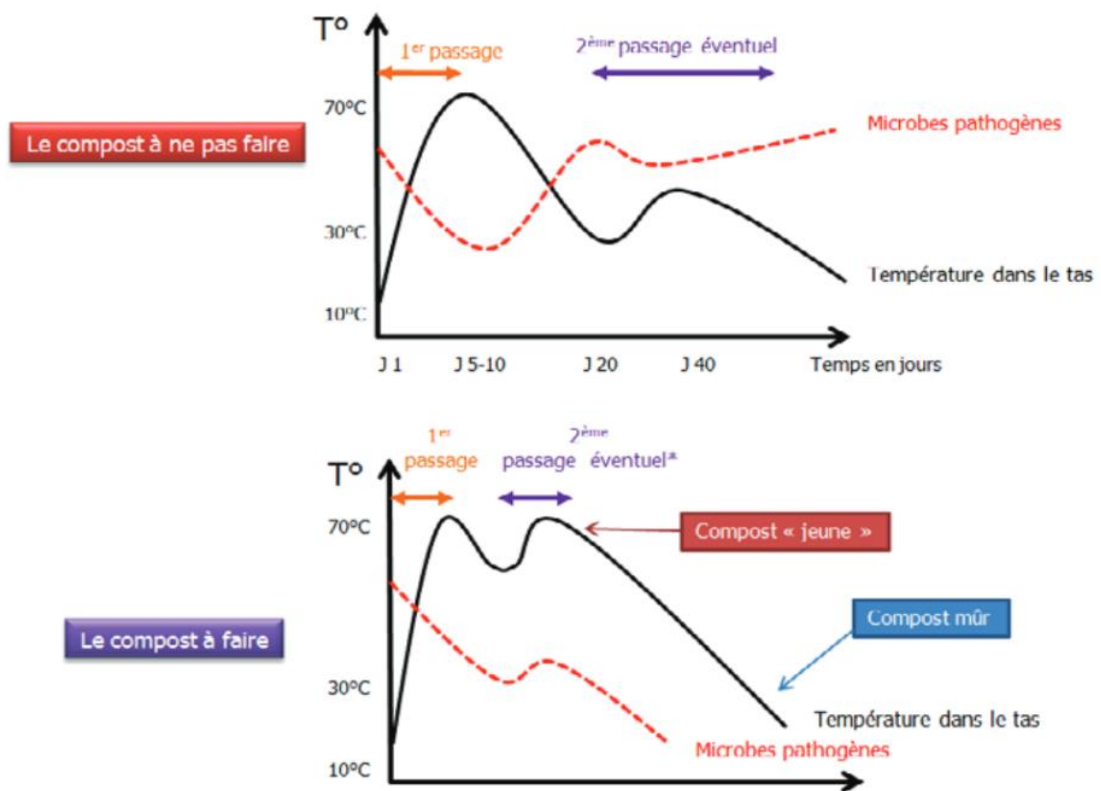 T°
1er passage
2ème passage éventuel
70°C
Microbes pathogènes
Le compost à ne pas faire
30°C
Température dans le tas
10°C
J 1 J 5-10 J 20 J 40 Temps en jours
1er passage
2ème passage éventuel*
T°
70°C
Compost « jeune »
Compost mûr
Le compost à faire
30°C
Température dans le tas
Microbes pathogènes
10°C